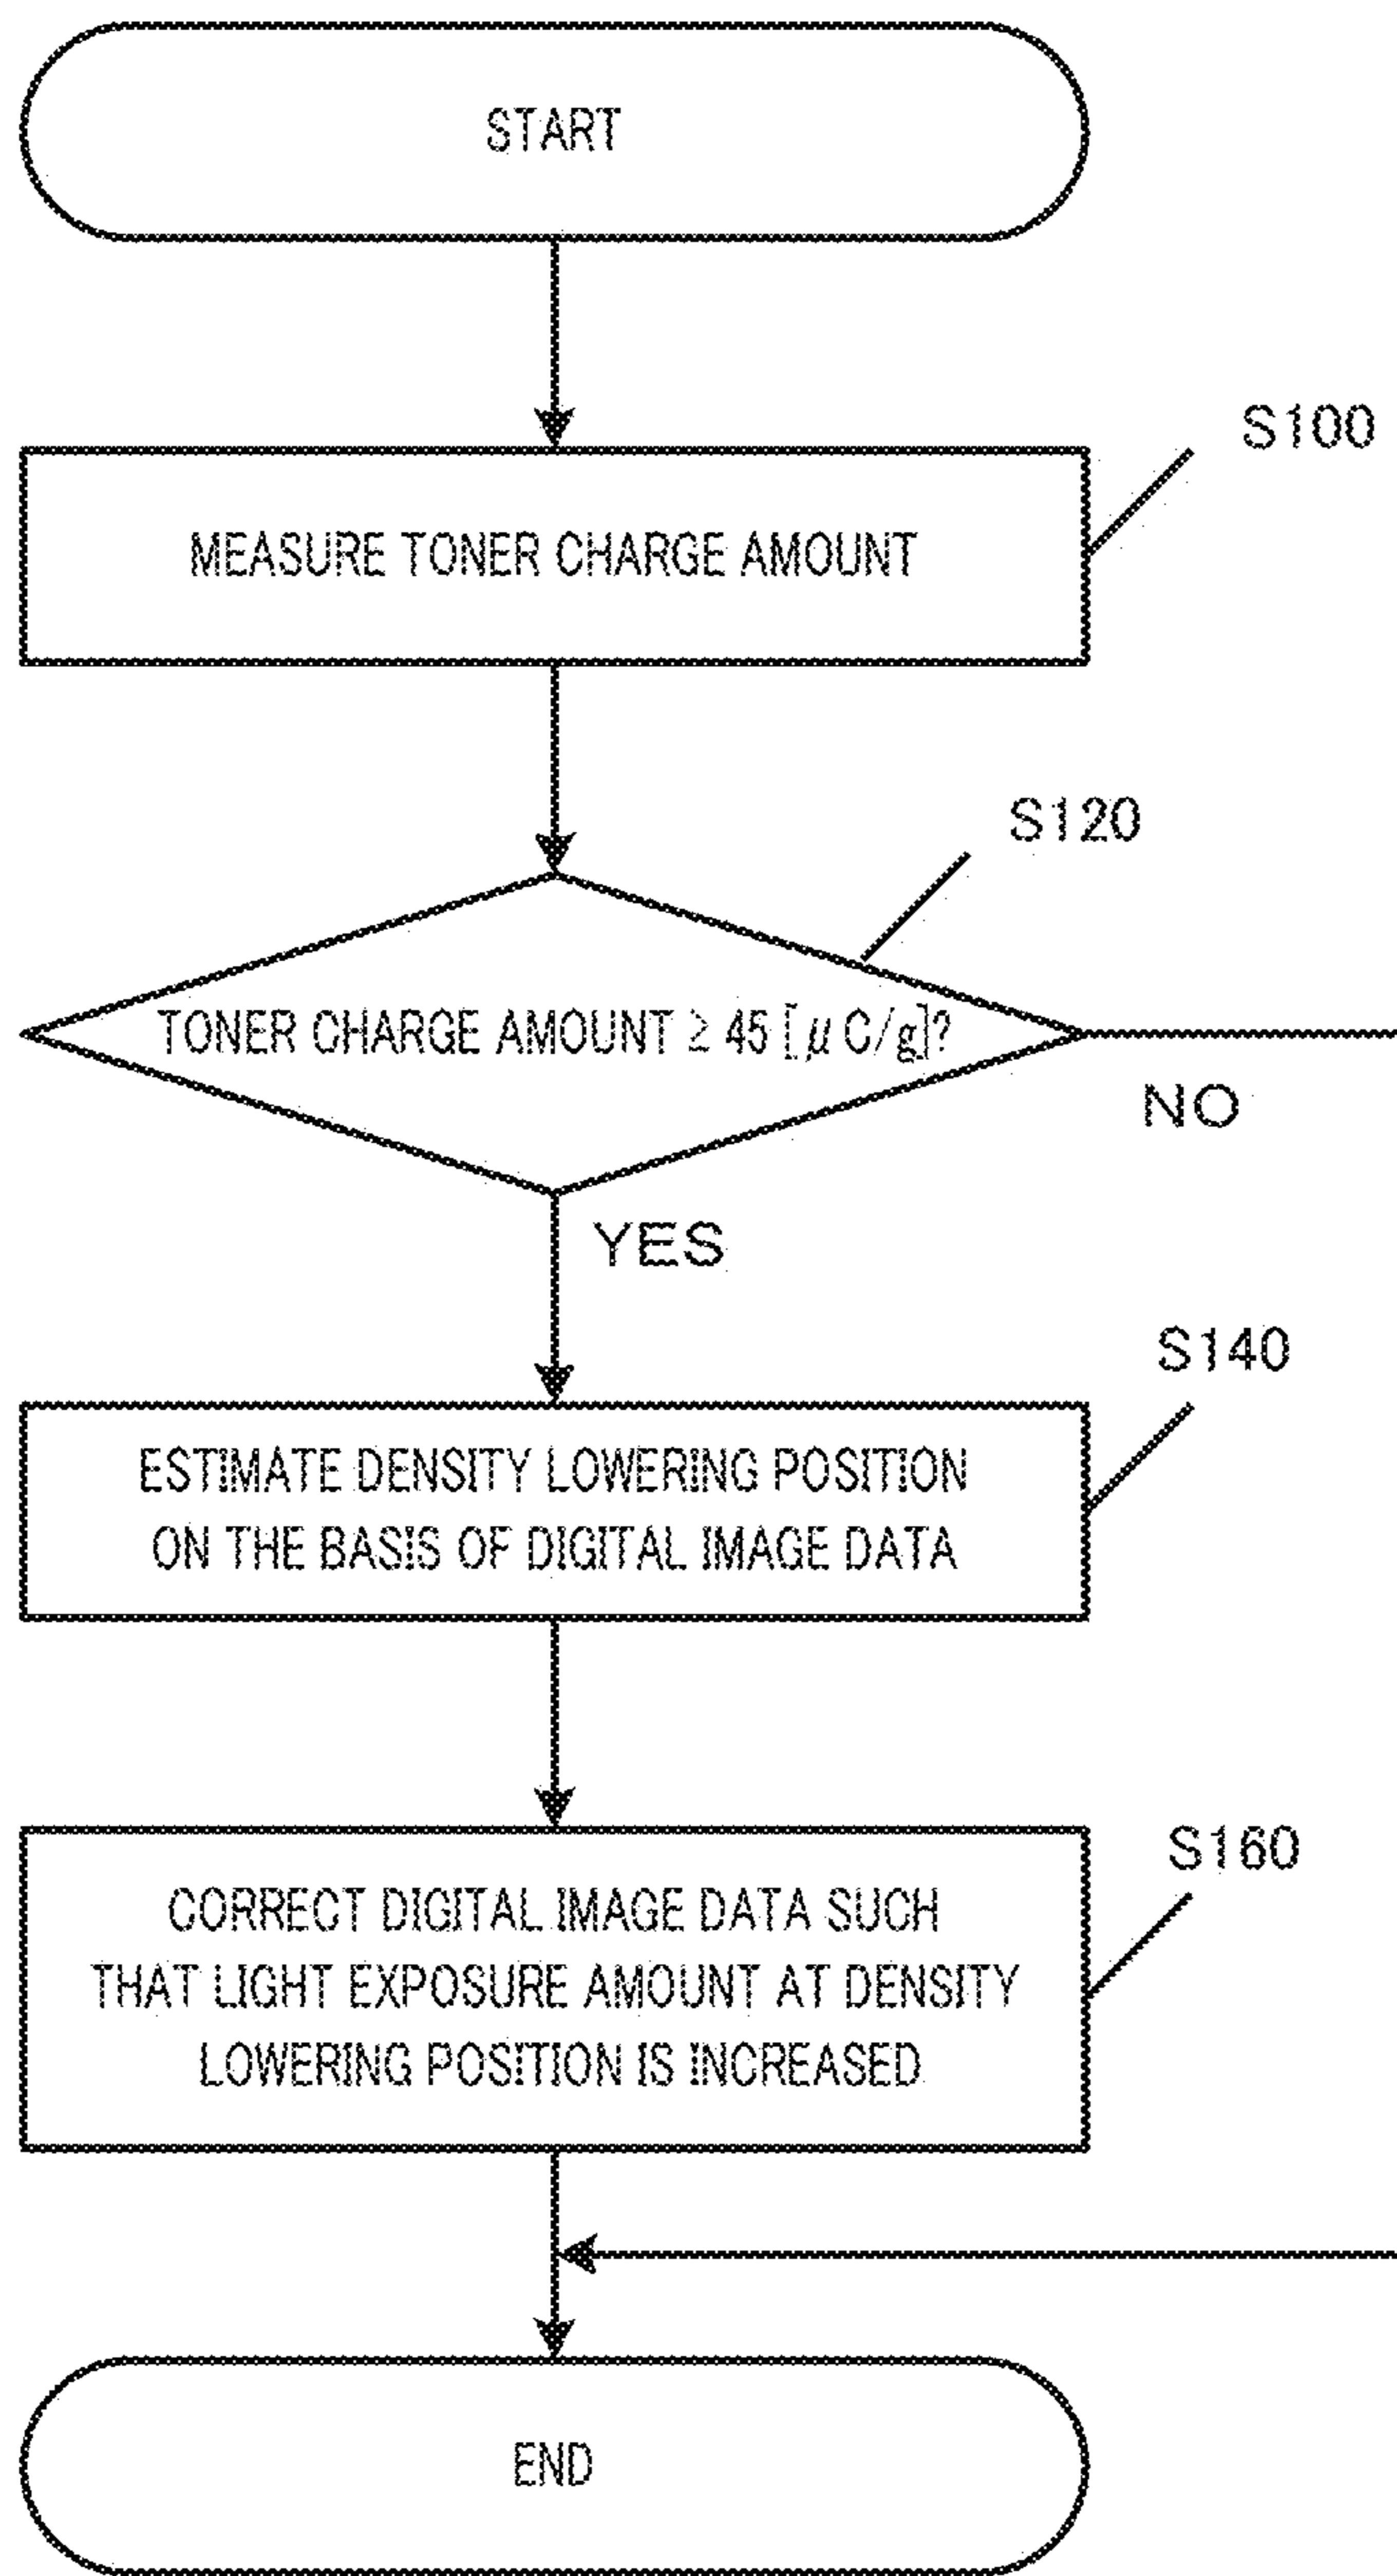 START
S100
MEASURE TONER CHARGE AMOUNT
S120
TONER CHARGE AMOUNT ≥ 45 [μC/g]?
NO
YES
S140
ESTIMATE DENSITY LOWERING POSITION
ON THE BASIS OF DIGITAL IMAGE DATA
S160
CORRECT DIGITAL IMAGE DATA SUCH
THAT LIGHT EXPOSURE AMOUNT AT DENSITY
LOWERING POSITION IS INCREASED
END